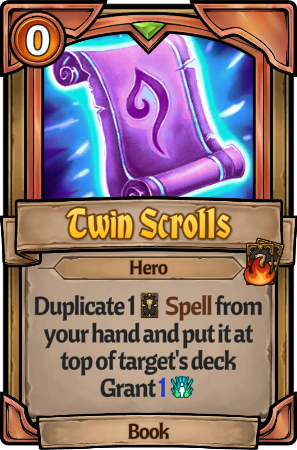 0
Twin Scrolls
Hero
Duplicate 1 Spell from
your hand and put it at
top of target's deck
Grant 1
Book